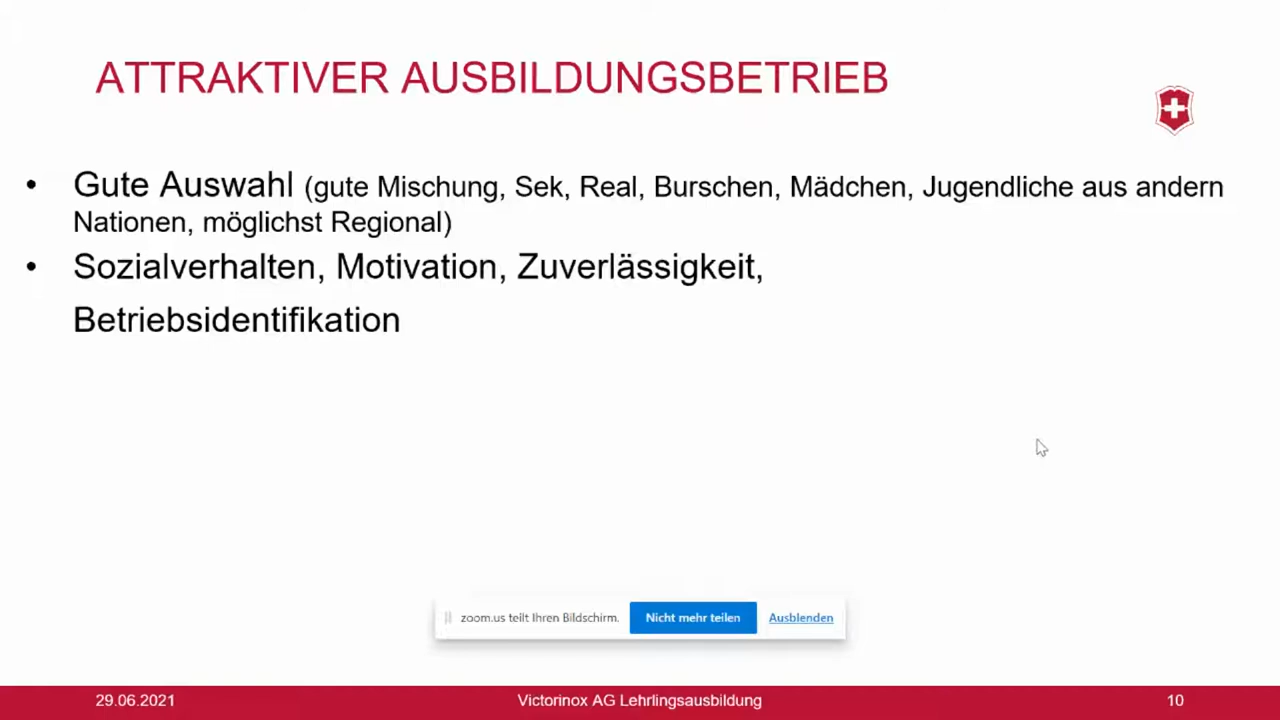 ATTRAKTIVER AUSBILDUNGSBETRIEB
• Gute Auswahl (gute Mischung, Sek, Real, Burschen, Mädchen, Jugendliche aus andern
Nationen, möglichst Regional)
• Sozialverhalten, Motivation, Zuverlässigkeit,
Betriebsidentifikation
zoom.us teilt Ihren Bildschirm. Nicht mehr teilen Ausblenden
29.06.2021 Victorinox AG Lehrlingsausbildung 10